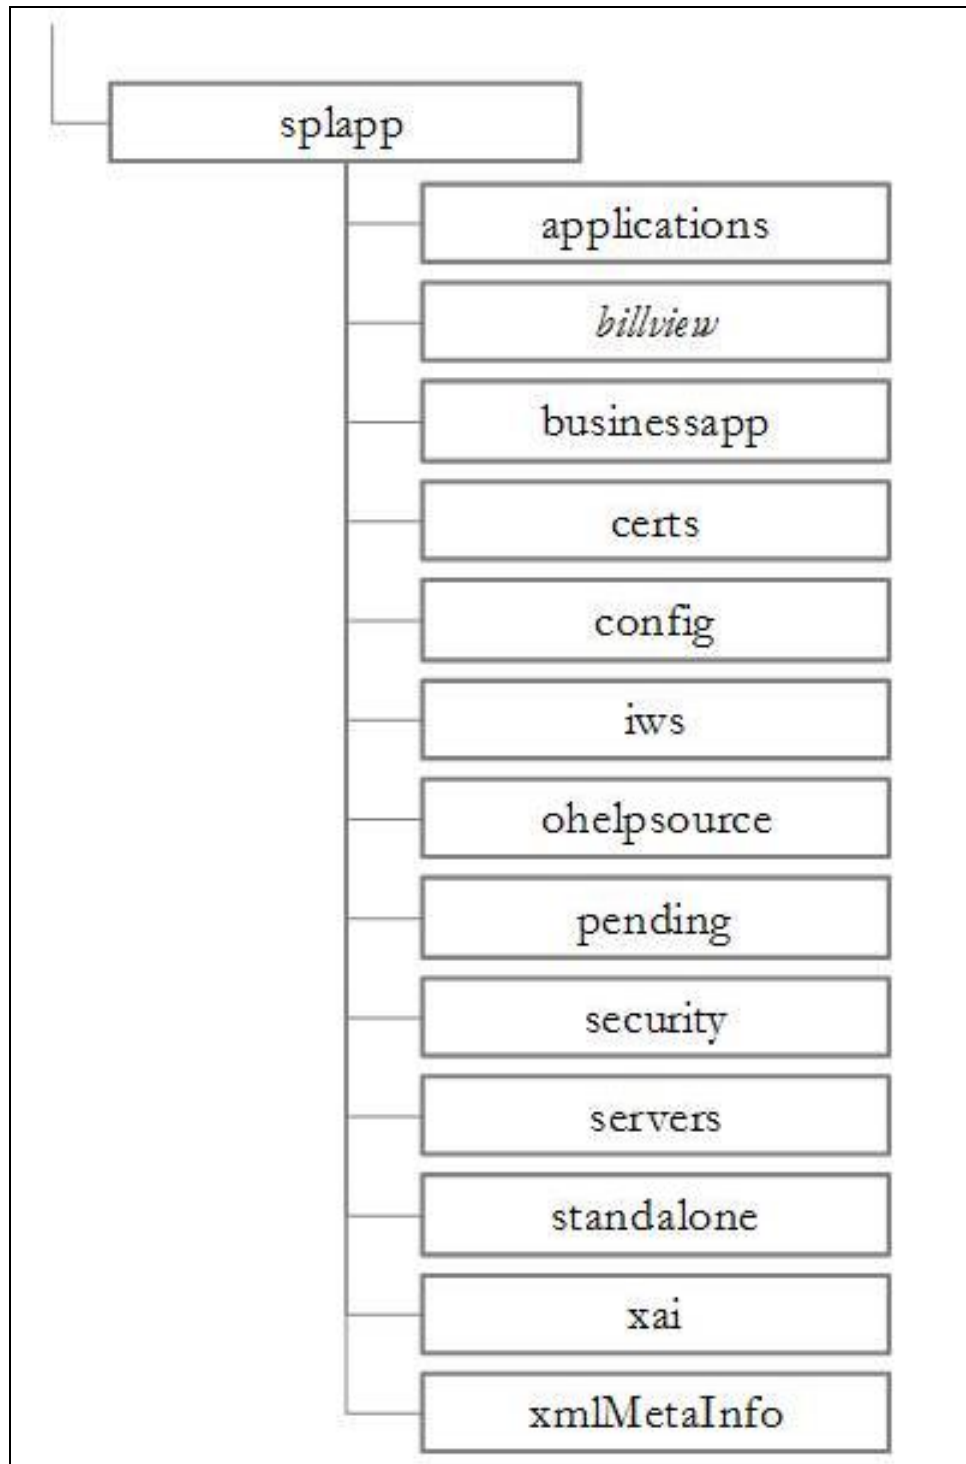 splapp
applications
billview
businessapp
certs
config
iws
ohelpsource
pending
security
servers
standalone
xai
xmlMetaInfo